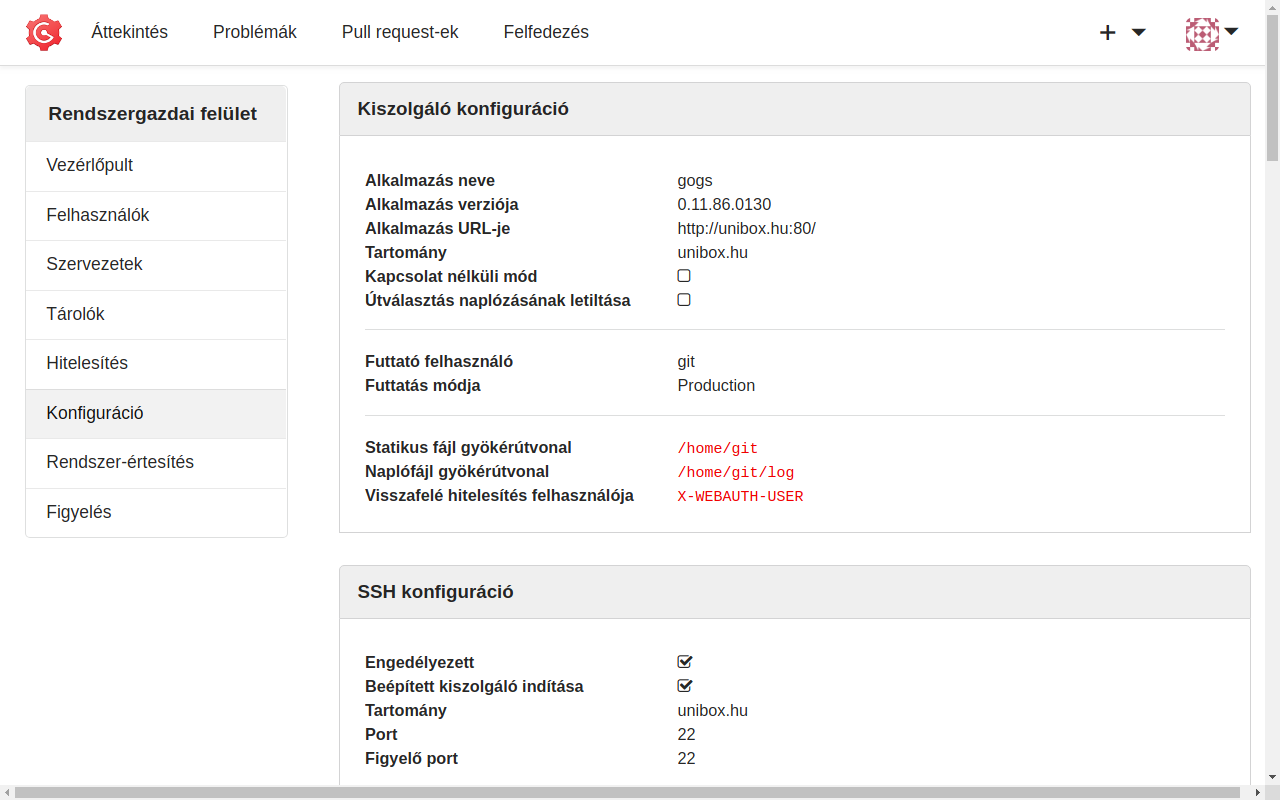 Áttekintés Problémák Pull request-ek Felfedezés
Rendszergazdai felület
Vezérlőpult
Felhasználók
Szervezetek
Tárolók
Hitelesítés
Konfiguráció
Rendszer-értesítés
Figyelés
Kiszolgáló konfiguráció
Alkalmazás neve gogs
Alkalmazás verziója 0.11.86.0130
Alkalmazás URL-je http://unibox.hu:80/
Tartomány unibox.hu
Kapcsolat nélküli mód
Útválasztás naplózásának letiltása
Futtató felhasználó git
Futtatás módja Production
Statikus fájl gyökérútvonal /home/git
Naplófájl gyökérútvonal /home/git/log
Visszafelé hitelesítés felhasználója X-WEBAUTH-USER
SSH konfiguráció
Engedélyezett
Beépített kiszolgáló indítása
Tartomány unibox.hu
Port 22
Figyelő port 22